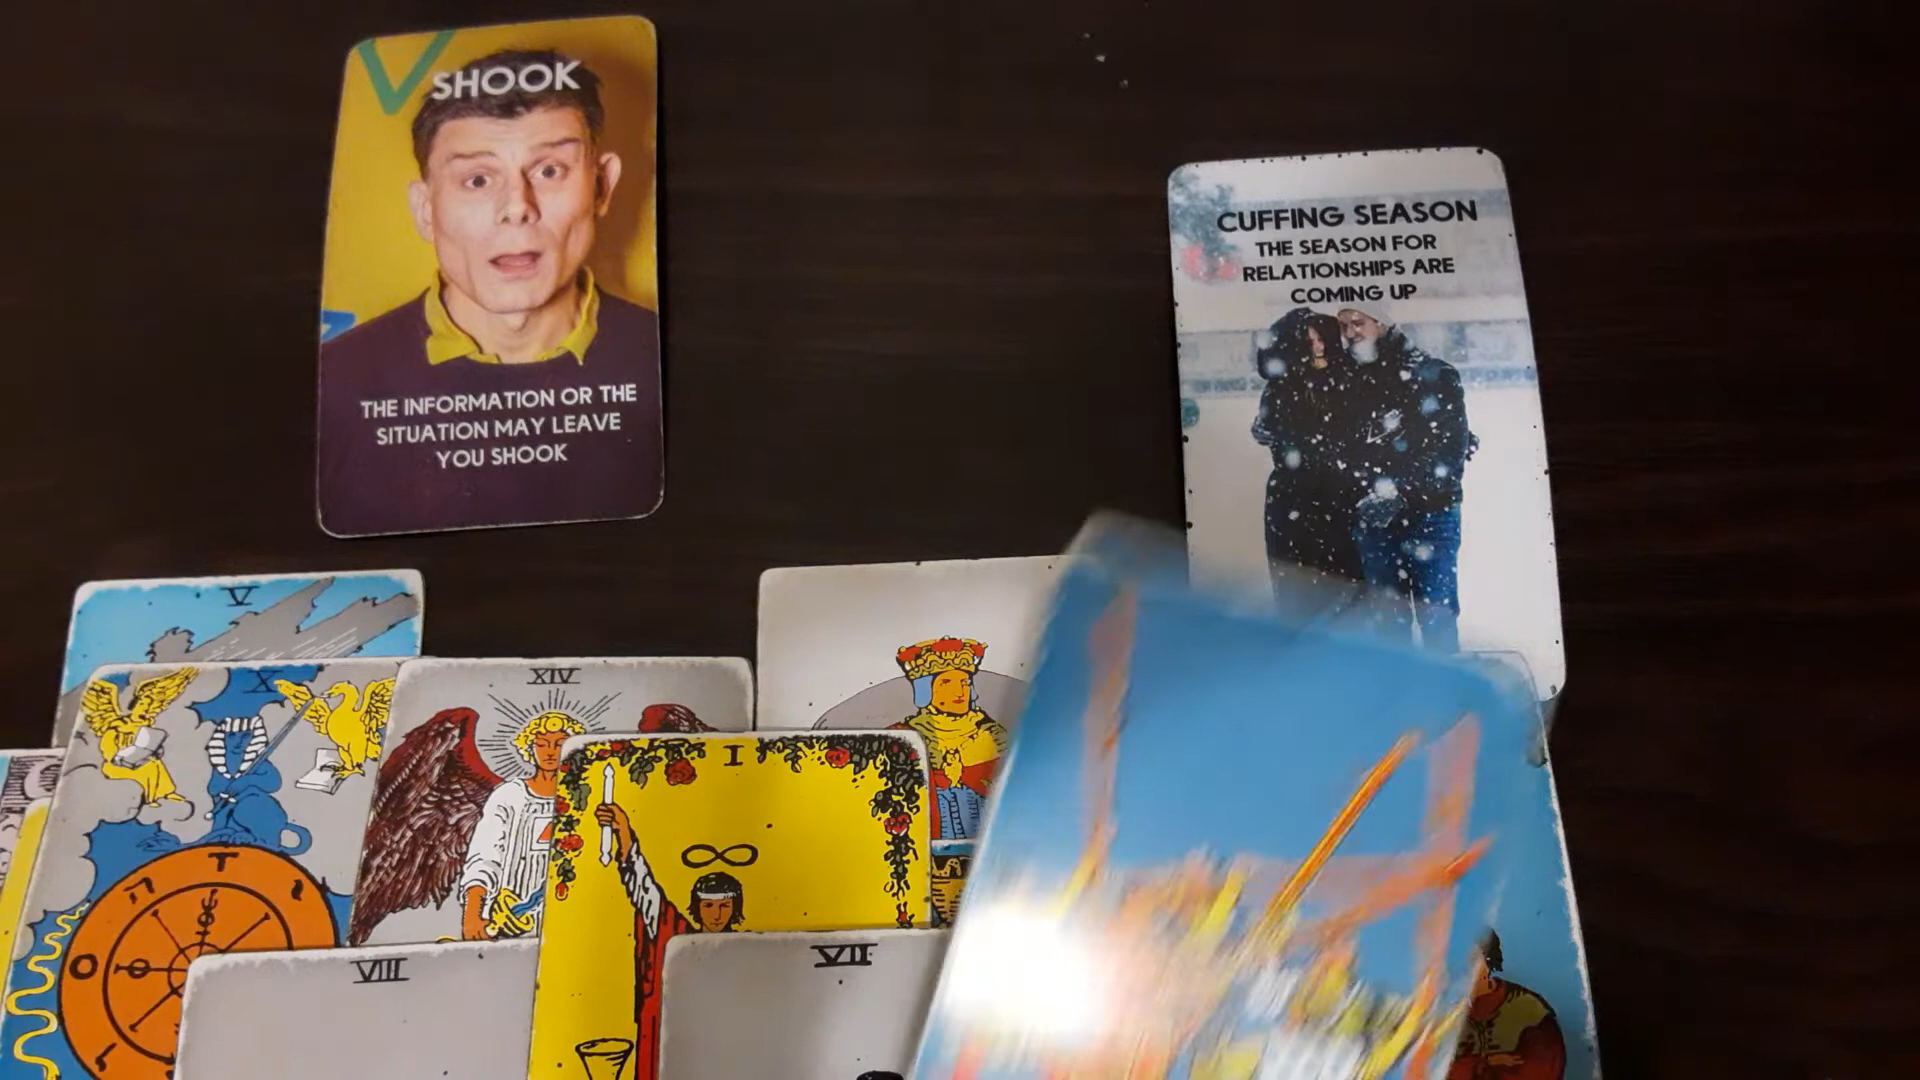 SHOOK
THE INFORMATION OR THE
SITUATION MAY LEAVE
YOU SHOOK
CUFFING SEASON
THE SEASON FOR
RELATIONSHIPS ARE
COMING UP
V
X
XIV
I
VIII
VII
T
O